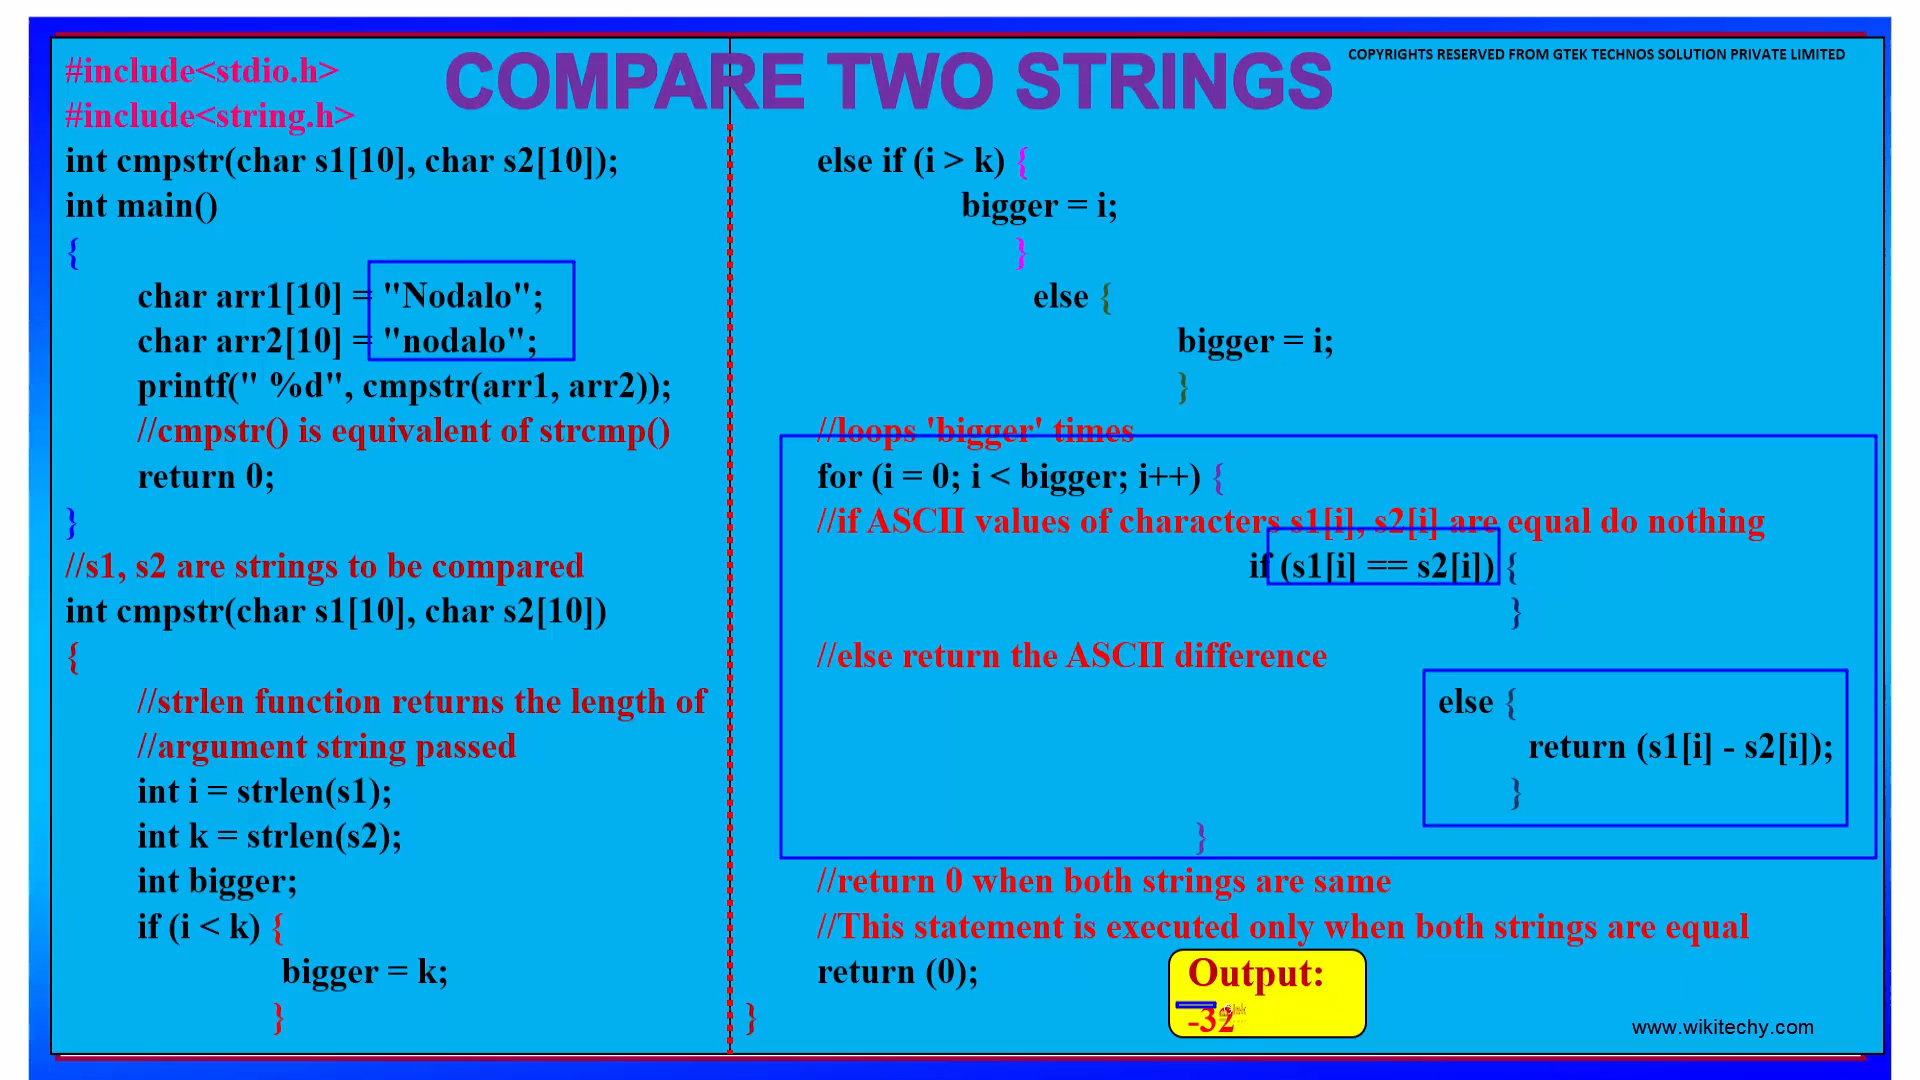 COMPARE TWO STRINGS
COPYRIGHTS RESERVED FROM GTEK TECHNOS SOLUTION PRIVATE LIMITED
#include<stdio.h>
#include<string.h>
int cmpstr(char s1[10], char s2[10]);
int main()
{
char arr1[10] = "Nodalo";
char arr2[10] = "nodalo";
printf(" %d", cmpstr(arr1, arr2));
//cmpstr() is equivalent of strcmp()
return 0;
}
//s1, s2 are strings to be compared
int cmpstr(char s1[10], char s2[10])
{
//strlen function returns the length of
//argument string passed
int i = strlen(s1);
int k = strlen(s2);
int bigger;
if (i < k) {
bigger = k;
}
else if (i > k) {
bigger = i;
}
else {
bigger = i;
}
//loops 'bigger' times
for (i = 0; i < bigger; i++) {
//if ASCII values of characters s1[i], s2[i] are equal do nothing
if (s1[i] == s2[i]) {
}
//else return the ASCII difference
else {
return (s1[i] - s2[i]);
}
}
//return 0 when both strings are same
//This statement is executed only when both strings are equal
return (0);
}
Output:
-32
www.wikitechy.com